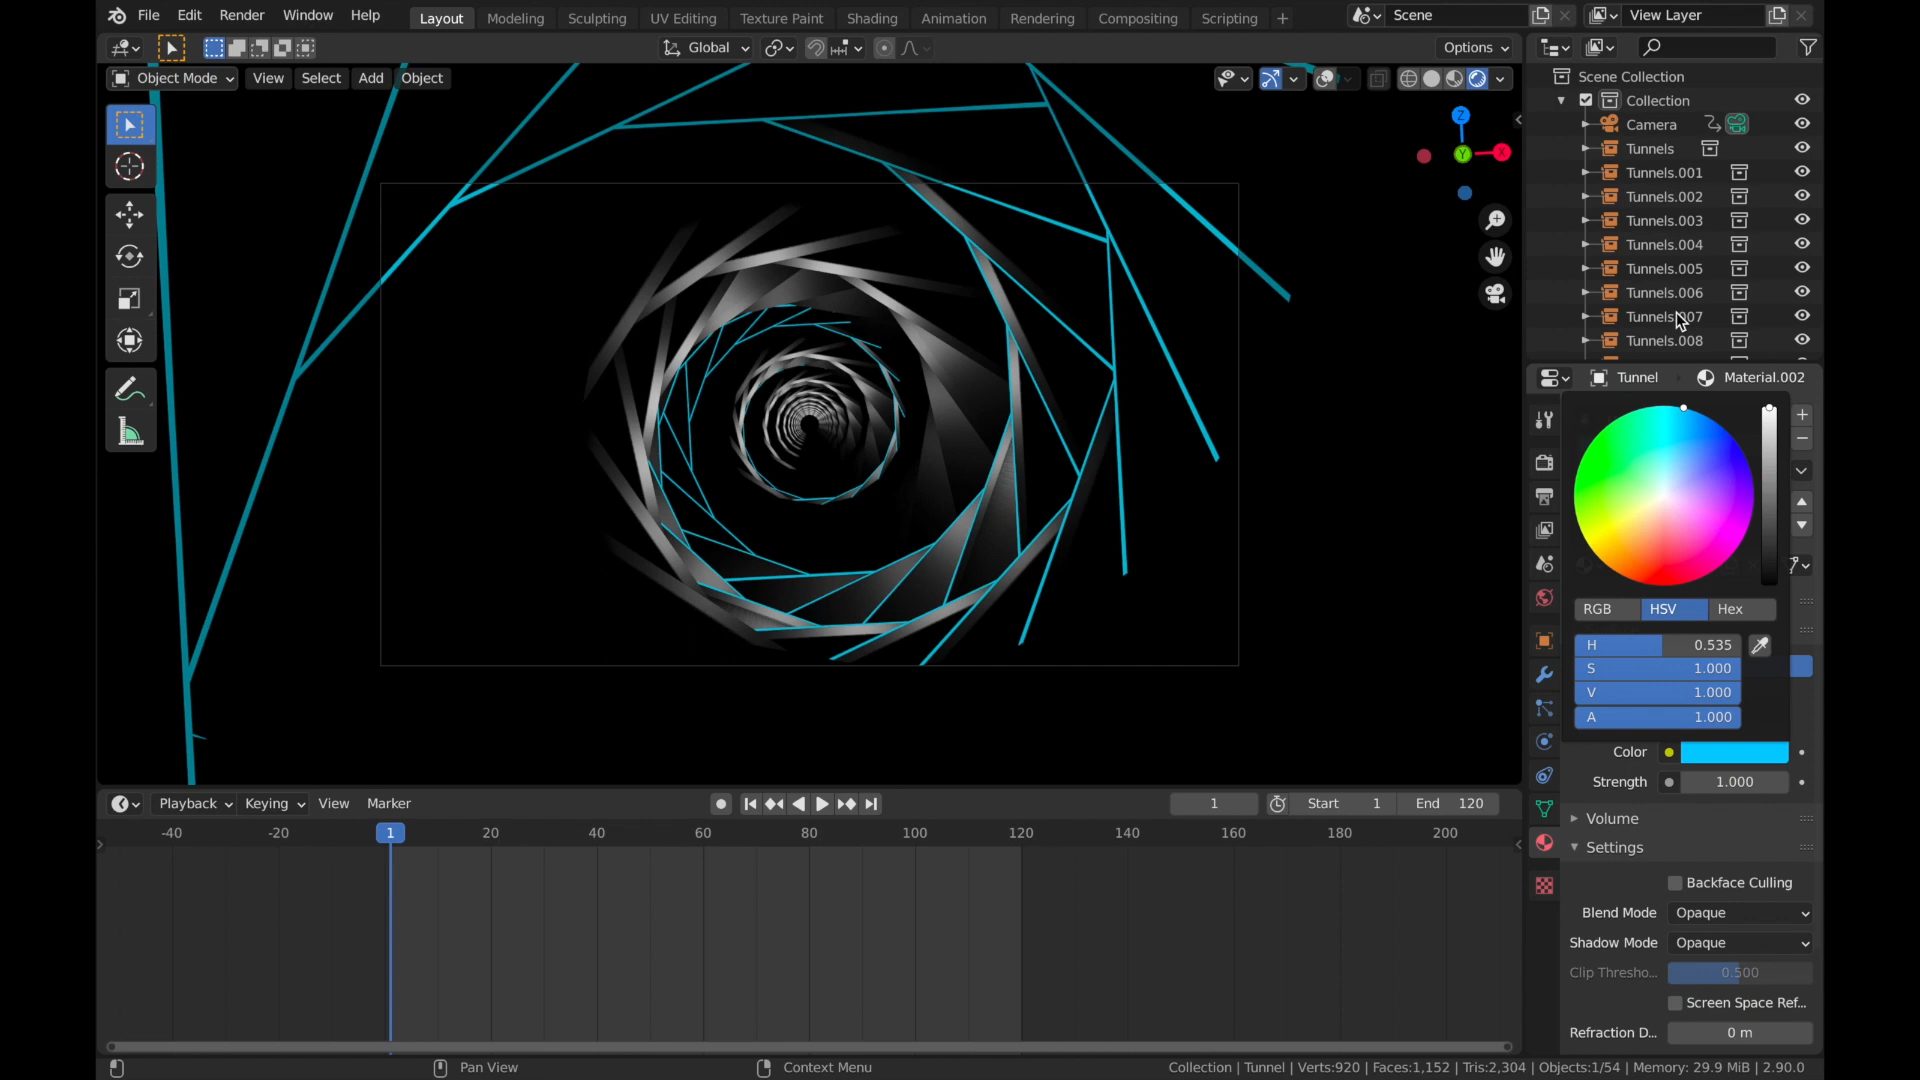 File Edit Render Window Help Layout Modeling Sculpting UV Editing Texture Paint Shading Animation Rendering Compositing Scripting + Scene View Layer
Global Options
Object Mode View Select Add Object
Scene Collection
Collection
Camera
Tunnels
Tunnels.001
Tunnels.002
Tunnels.003
Tunnels.004
Tunnels.005
Tunnels.006
Tunnels.007
Tunnels.008
Z
Y
X
Tunnel Material.002
RGB HSV Hex
H 0.535
S 1.000
V 1.000
A 1.000
Color
Strength 1.000
Volume
Settings
Backface Culling
Blend Mode Opaque
Shadow Mode Opaque
Clip Thresho... 0.500
Screen Space Ref...
Refraction D... 0 m
Playback Keying View Marker 1 Start 1 End 120
-40 -20 1 20 40 60 80 100 120 140 160 180 200
Pan View Context Menu Collection | Tunnel | Verts:920 | Faces:1,152 | Tris:2,304 | Objects:1/54 | Memory: 29.9 MiB | 2.90.0